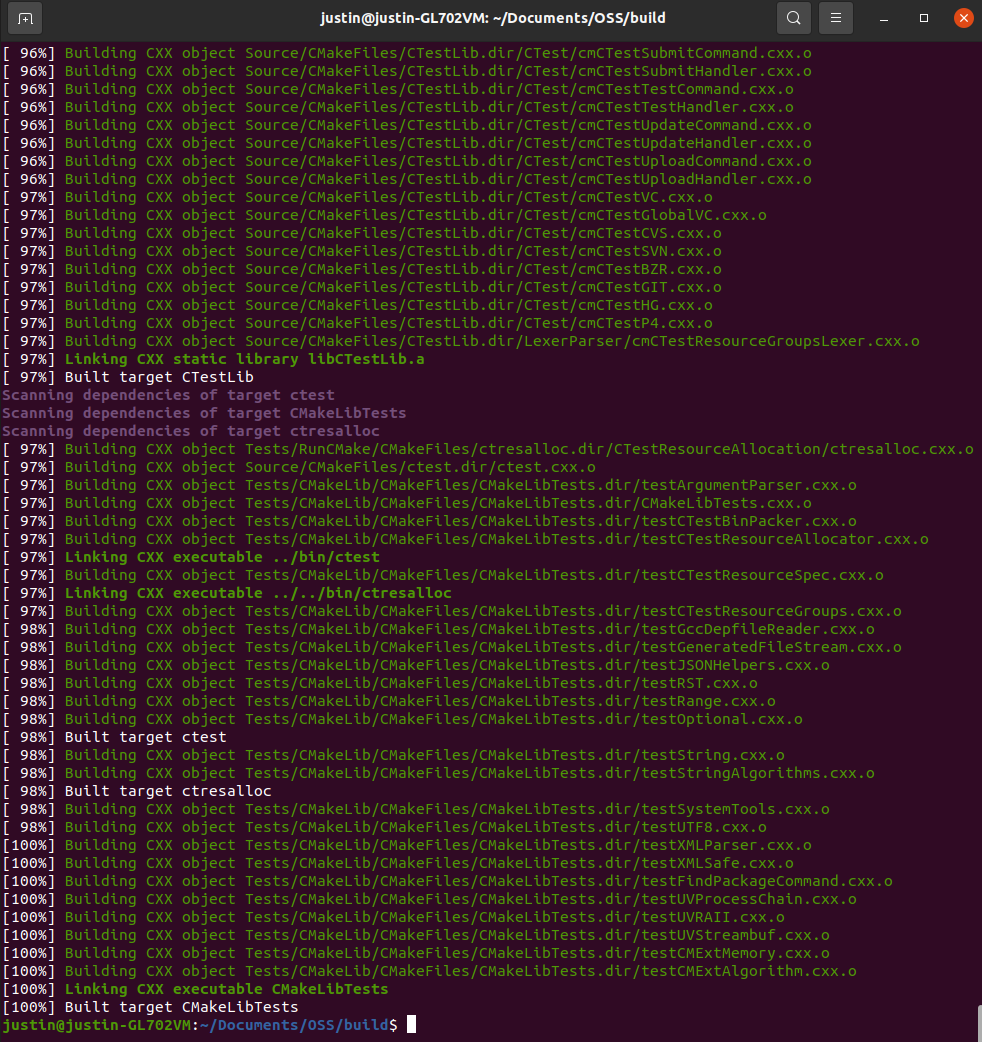 justin@justin-GL702VM: ~/Documents/OSS/build
[ 96%] Building CXX object Source/CMakeFiles/CTestLib.dir/CTest/cmCTestSubmitCommand.cxx.o
[ 96%] Building CXX object Source/CMakeFiles/CTestLib.dir/CTest/cmCTestSubmitHandler.cxx.o
[ 96%] Building CXX object Source/CMakeFiles/CTestLib.dir/CTest/cmCTestTestCommand.cxx.o
[ 96%] Building CXX object Source/CMakeFiles/CTestLib.dir/CTest/cmCTestTestHandler.cxx.o
[ 96%] Building CXX object Source/CMakeFiles/CTestLib.dir/CTest/cmCTestUpdateCommand.cxx.o
[ 96%] Building CXX object Source/CMakeFiles/CTestLib.dir/CTest/cmCTestUpdateHandler.cxx.o
[ 96%] Building CXX object Source/CMakeFiles/CTestLib.dir/CTest/cmCTestUploadCommand.cxx.o
[ 96%] Building CXX object Source/CMakeFiles/CTestLib.dir/CTest/cmCTestUploadHandler.cxx.o
[ 97%] Building CXX object Source/CMakeFiles/CTestLib.dir/CTest/cmCTestVC.cxx.o
[ 97%] Building CXX object Source/CMakeFiles/CTestLib.dir/CTest/cmCTestGlobalVC.cxx.o
[ 97%] Building CXX object Source/CMakeFiles/CTestLib.dir/CTest/cmCTestCVS.cxx.o
[ 97%] Building CXX object Source/CMakeFiles/CTestLib.dir/CTest/cmCTestSVN.cxx.o
[ 97%] Building CXX object Source/CMakeFiles/CTestLib.dir/CTest/cmCTestBZR.cxx.o
[ 97%] Building CXX object Source/CMakeFiles/CTestLib.dir/CTest/cmCTestGIT.cxx.o
[ 97%] Building CXX object Source/CMakeFiles/CTestLib.dir/CTest/cmCTestHG.cxx.o
[ 97%] Building CXX object Source/CMakeFiles/CTestLib.dir/CTest/cmCTestP4.cxx.o
[ 97%] Building CXX object Source/CMakeFiles/CTestLib.dir/LexerParser/cmCTestResourceGroupsLexer.cxx.o
[ 97%] Linking CXX static library libCTestLib.a
[ 97%] Built target CTestLib
Scanning dependencies of target ctest
Scanning dependencies of target CMakeLibTests
Scanning dependencies of target ctresalloc
[ 97%] Building CXX object Tests/RunCMake/CMakeFiles/ctresalloc.dir/CTestResourceAllocation/ctresalloc.cxx.o
[ 97%] Building CXX object Source/CMakeFiles/ctest.dir/ctest.cxx.o
[ 97%] Building CXX object Tests/CMakeLib/CMakeFiles/CMakeLibTests.dir/testArgumentParser.cxx.o
[ 97%] Building CXX object Tests/CMakeLib/CMakeFiles/CMakeLibTests.dir/CMakeLibTests.cxx.o
[ 97%] Building CXX object Tests/CMakeLib/CMakeFiles/CMakeLibTests.dir/testCTestBinPacker.cxx.o
[ 97%] Building CXX object Tests/CMakeLib/CMakeFiles/CMakeLibTests.dir/testCTestResourceAllocator.cxx.o
[ 97%] Linking CXX executable ../bin/ctest
[ 97%] Building CXX object Tests/CMakeLib/CMakeFiles/CMakeLibTests.dir/testCTestResourceSpec.cxx.o
[ 97%] Linking CXX executable ../../bin/ctresalloc
[ 97%] Building CXX object Tests/CMakeLib/CMakeFiles/CMakeLibTests.dir/testCTestResourceGroups.cxx.o
[ 98%] Building CXX object Tests/CMakeLib/CMakeFiles/CMakeLibTests.dir/testGccDepfileReader.cxx.o
[ 98%] Building CXX object Tests/CMakeLib/CMakeFiles/CMakeLibTests.dir/testGeneratedFileStream.cxx.o
[ 98%] Building CXX object Tests/CMakeLib/CMakeFiles/CMakeLibTests.dir/testJSONHelpers.cxx.o
[ 98%] Building CXX object Tests/CMakeLib/CMakeFiles/CMakeLibTests.dir/testRST.cxx.o
[ 98%] Building CXX object Tests/CMakeLib/CMakeFiles/CMakeLibTests.dir/testRange.cxx.o
[ 98%] Building CXX object Tests/CMakeLib/CMakeFiles/CMakeLibTests.dir/testOptional.cxx.o
[ 98%] Built target ctest
[ 98%] Building CXX object Tests/CMakeLib/CMakeFiles/CMakeLibTests.dir/testString.cxx.o
[ 98%] Building CXX object Tests/CMakeLib/CMakeFiles/CMakeLibTests.dir/testStringAlgorithms.cxx.o
[ 98%] Built target ctresalloc
[ 98%] Building CXX object Tests/CMakeLib/CMakeFiles/CMakeLibTests.dir/testSystemTools.cxx.o
[ 98%] Building CXX object Tests/CMakeLib/CMakeFiles/CMakeLibTests.dir/testUTF8.cxx.o
[100%] Building CXX object Tests/CMakeLib/CMakeFiles/CMakeLibTests.dir/testXMLParser.cxx.o
[100%] Building CXX object Tests/CMakeLib/CMakeFiles/CMakeLibTests.dir/testXMLSafe.cxx.o
[100%] Building CXX object Tests/CMakeLib/CMakeFiles/CMakeLibTests.dir/testFindPackageCommand.cxx.o
[100%] Building CXX object Tests/CMakeLib/CMakeFiles/CMakeLibTests.dir/testUVProcessChain.cxx.o
[100%] Building CXX object Tests/CMakeLib/CMakeFiles/CMakeLibTests.dir/testUVRAII.cxx.o
[100%] Building CXX object Tests/CMakeLib/CMakeFiles/CMakeLibTests.dir/testUVStreambuf.cxx.o
[100%] Building CXX object Tests/CMakeLib/CMakeFiles/CMakeLibTests.dir/testCMExtMemory.cxx.o
[100%] Building CXX object Tests/CMakeLib/CMakeFiles/CMakeLibTests.dir/testCMExtAlgorithm.cxx.o
[100%] Linking CXX executable CMakeLibTests
[100%] Built target CMakeLibTests
justin@justin-GL702VM:~/Documents/OSS/build$